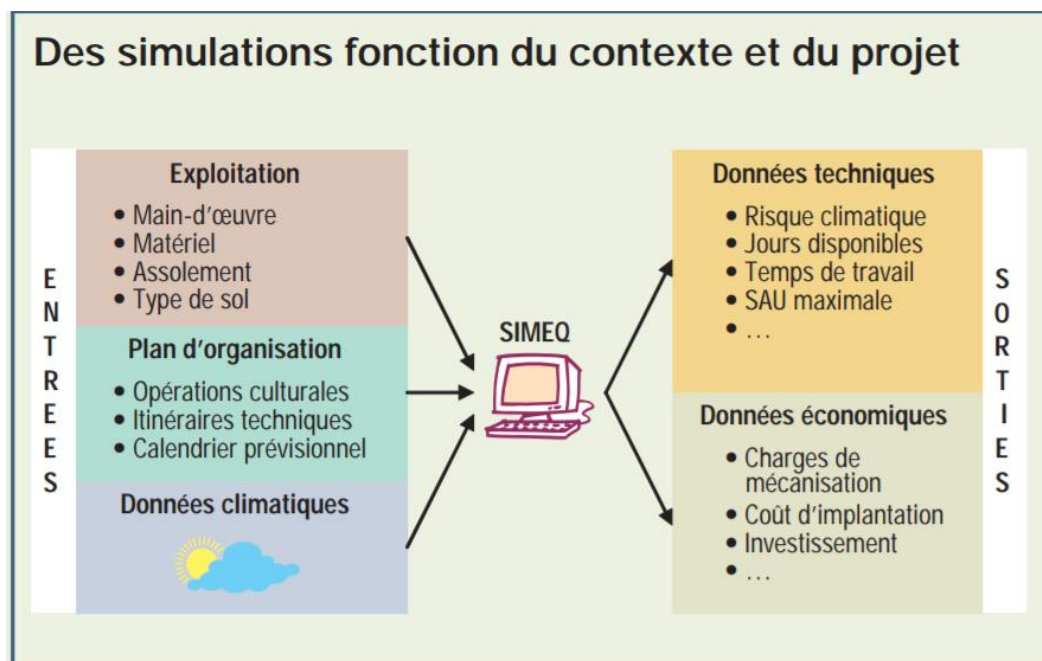 Des simulations fonction du contexte et du projet
ENTREES
Exploitation
• Main-d'œuvre
• Matériel
• Assolement
• Type de sol
Plan d'organisation
• Opérations culturales
• Itinéraires techniques
• Calendrier prévisionnel
Données climatiques
SIMEQ
Données techniques
• Risque climatique
• Jours disponibles
• Temps de travail
• SAU maximale
• …
Données économiques
• Charges de
mécanisation
• Coût d'implantation
• Investissement
• …
SORTIES